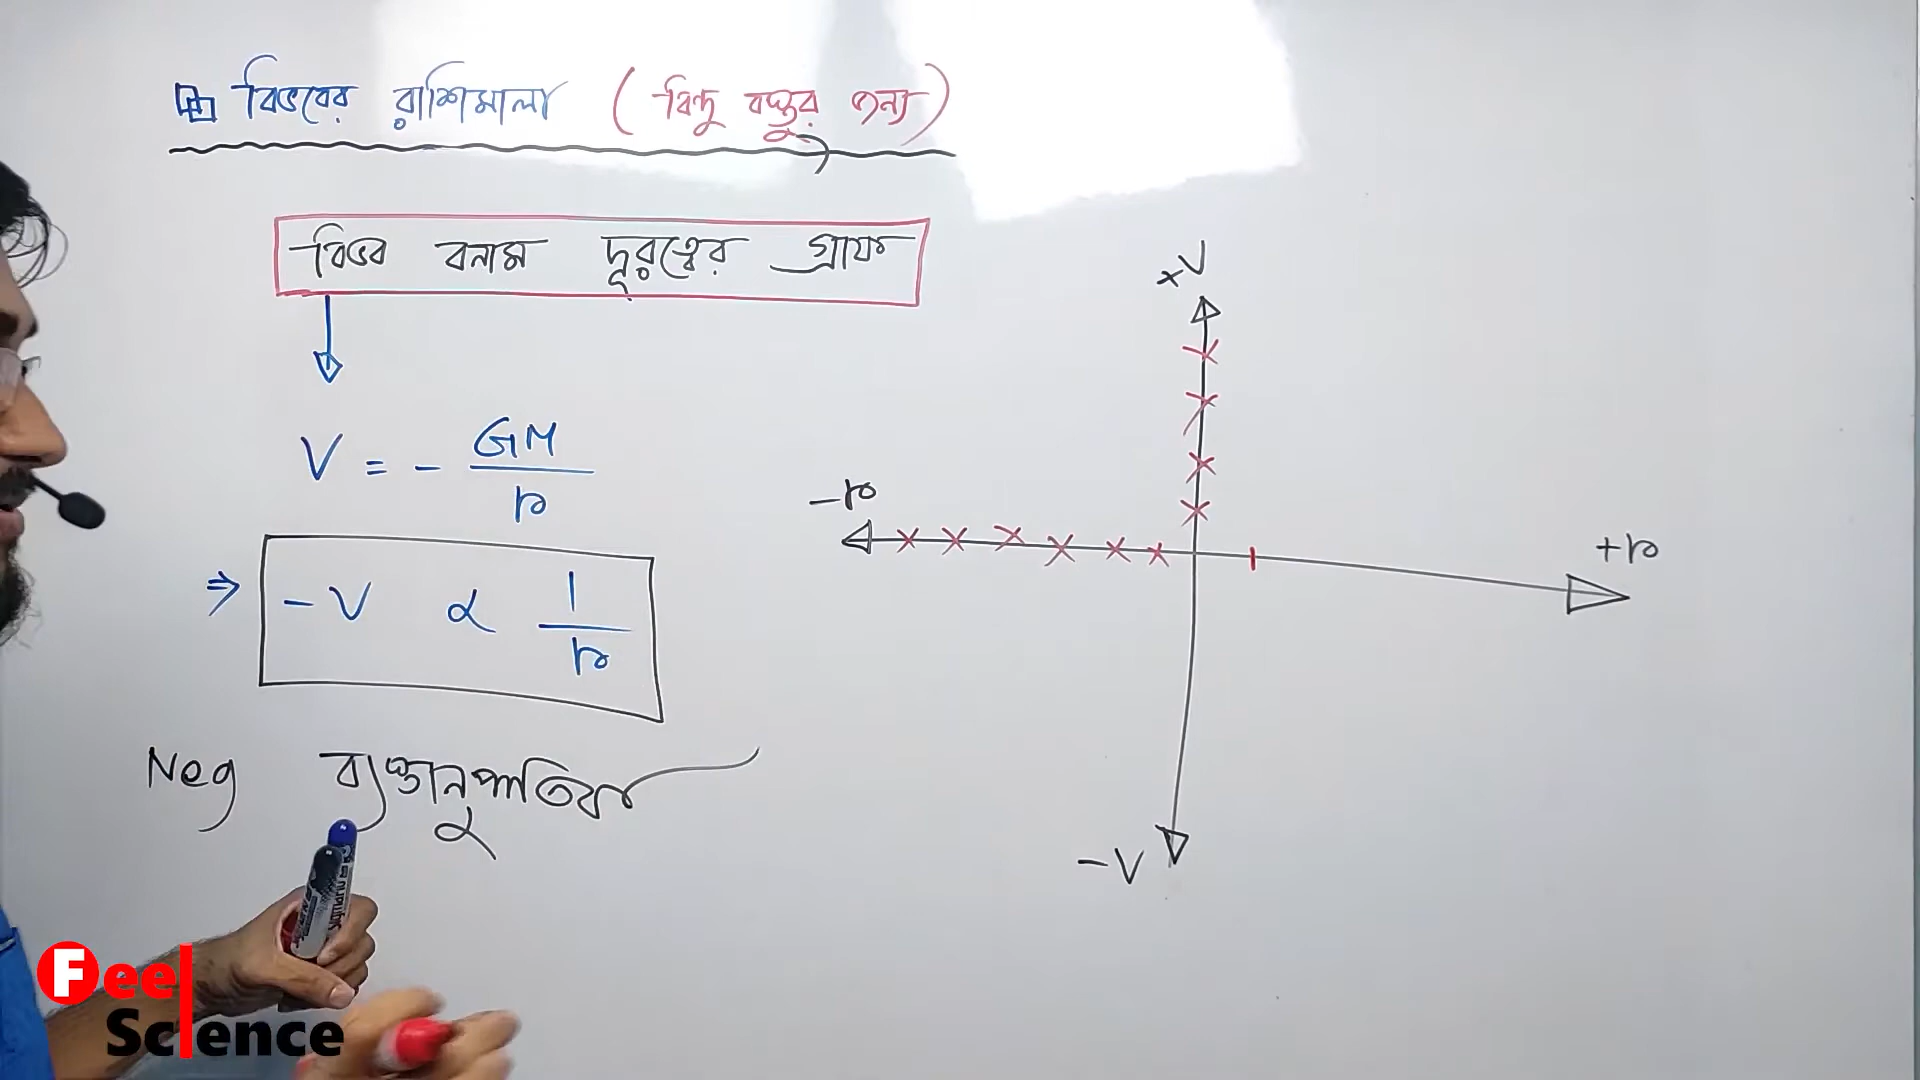 বিভবের রাশিমালা (বিন্দু বস্তুর জন্য)
বিভব বনাম দূরত্বের গ্রাফ
V = - GM/r
⇒ -V ∝ 1/r
Neg ব্যস্তানুপাতিক
×V
-r
+r
-V
Feel
Science